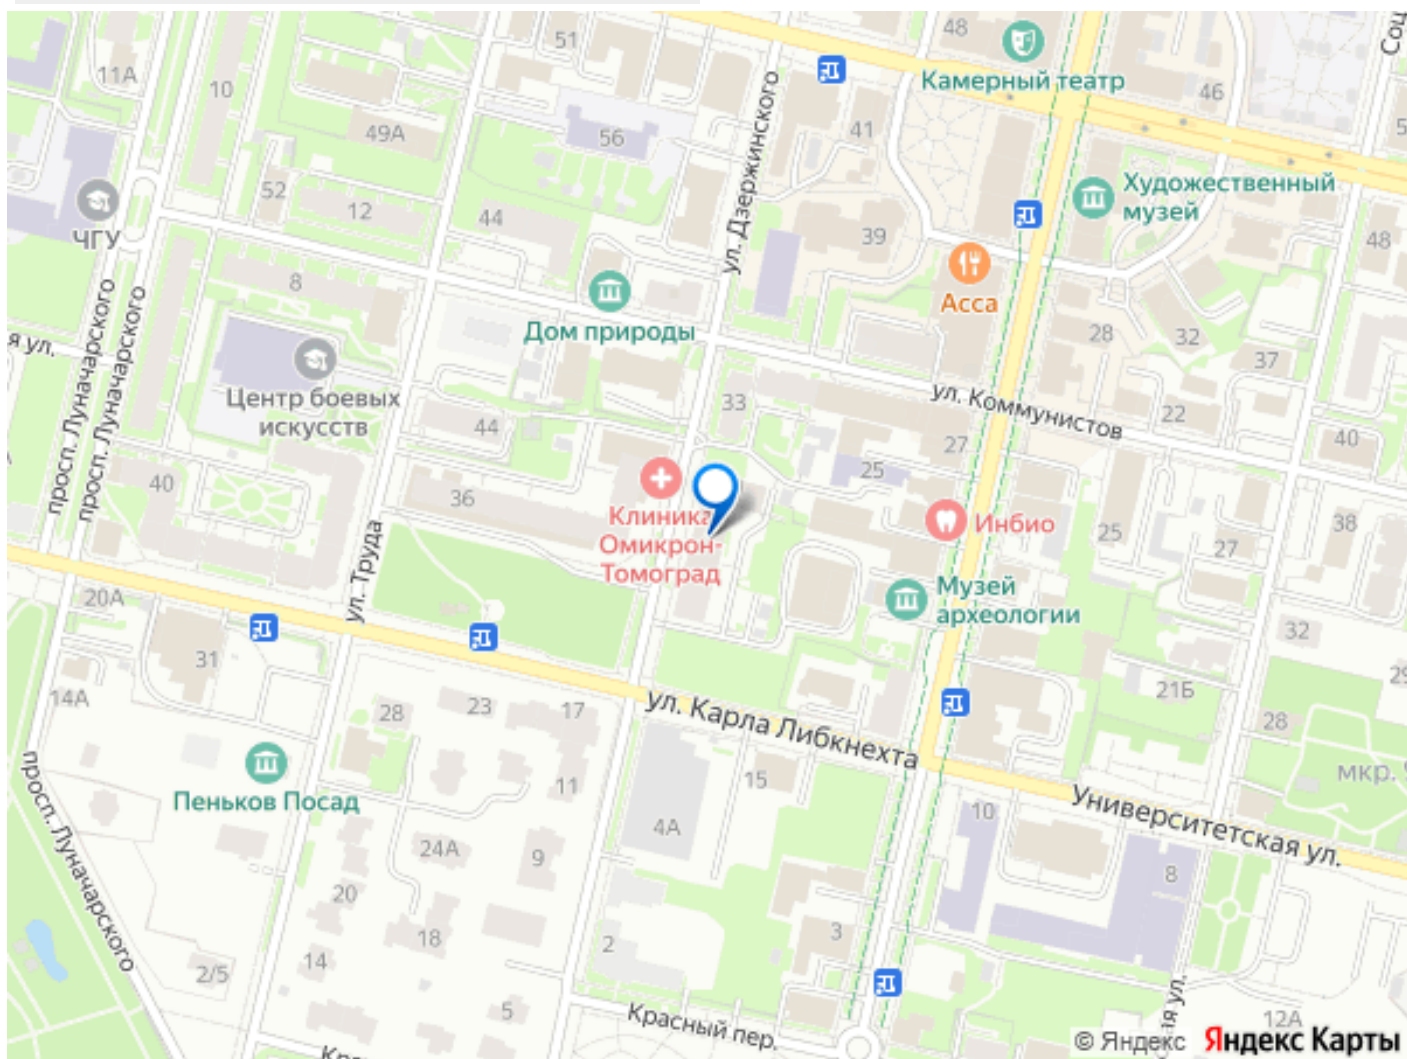 51
48
Камерный театр
46
11А
10
49А
56
41
ул. Дзержинского
52
12
44
39
Художественный
музей
48
ЧГУ
8
Дом природы
Асса
28
32
37
просп. Луначарского
просп. Луначарского
я ул.
Центр боевых
искусств
44
33
ул. Коммунистов
22
40
27
25
40
36
Клиника
Омикрон-
Томоград
Инбио
25
27
38
ул. Труда
Музей
археологии
20А
31
32
14А
28
23
17
ул. Карла Либкнехта
21Б
28
Пеньков Посад
11
15
мкр.
просп. Луначарского
24А
9
4А
10
Университетская ул.
8
20
18
2
3
14
2/5
5
Красный пер.
ая ул.
12А
© Яндекс Яндекс Карты